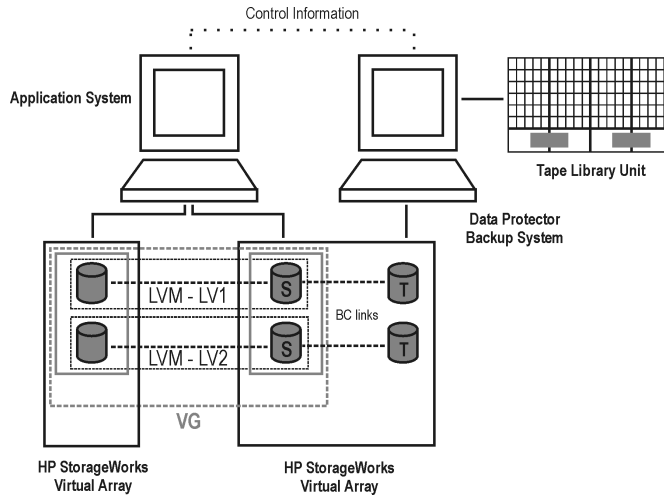 Control Information
Application System
Tape Library Unit
Data Protector
Backup System
S
T
LVM - LV1
BC links
S
T
LVM - LV2
VG
HP StorageWorks
Virtual Array
HP StorageWorks
Virtual Array